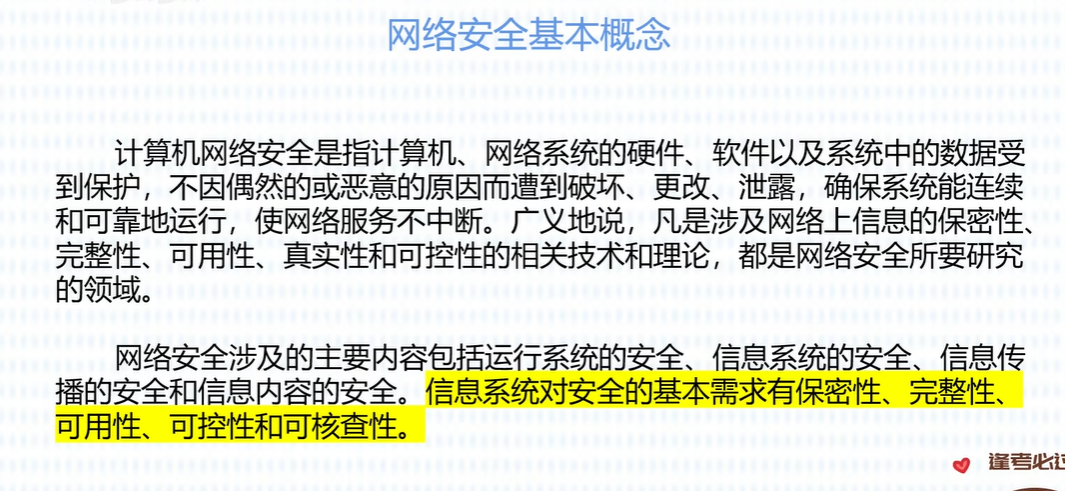 网络安全基本概念
计算机网络安全是指计算机、网络系统的硬件、软件以及系统中的数据受
到保护，不因偶然的或恶意的原因而遭到破坏、更改、泄露，确保系统能连续
和可靠地运行，使网络服务不中断。广义地说，凡是涉及网络上信息的保密性、
完整性、可用性、真实性和可控性的相关技术和理论，都是网络安全所要研究
的领域。
网络安全涉及的主要内容包括运行系统的安全、信息系统的安全、信息传
播的安全和信息内容的安全。信息系统对安全的基本需求有保密性、完整性、
可用性、可控性和可核查性。
逢考必过